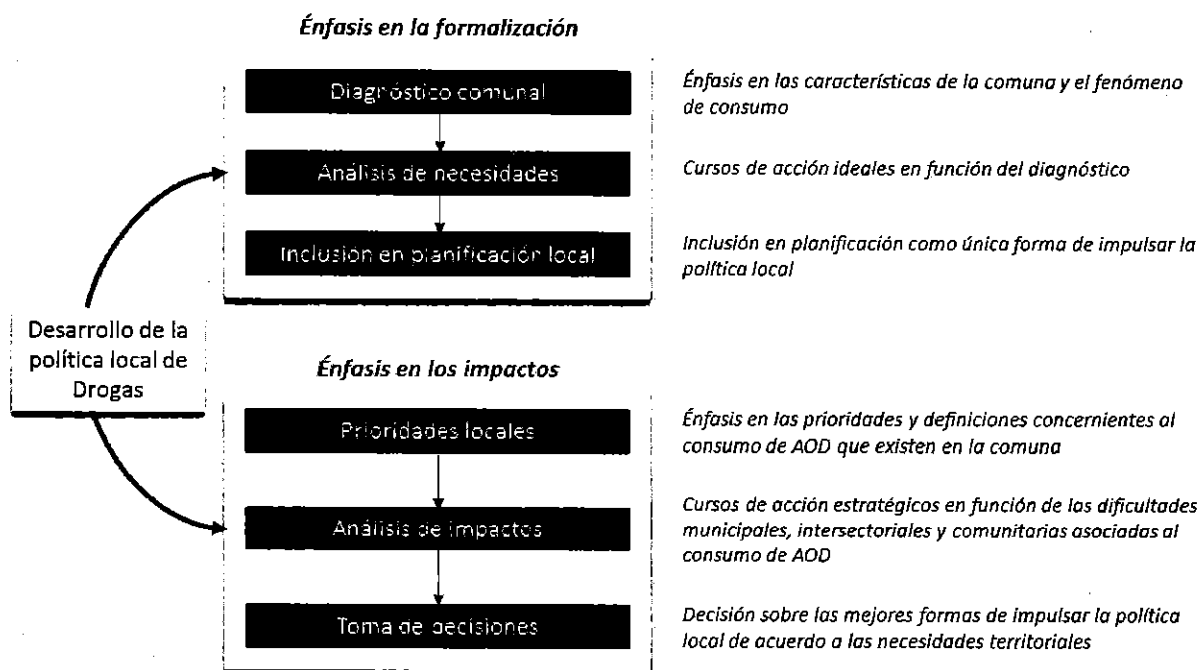 Énfasis en la formalización
Diagnóstico comunal
Énfasis en las características de la comuna y el fenómeno
de consumo
Análisis de necesidades
Cursos de acción ideales en función del diagnóstico
Inclusión en planificación local
Inclusión en planificación como única forma de impulsar la
política local
Desarrollo de la
política local de
Drogas
Énfasis en los impactos
Prioridades locales
Énfasis en las prioridades y definiciones concernientes al
consumo de AOD que existen en la comuna
Análisis de impactos
Cursos de acción estratégicos en función de las dificultades
municipales, intersectoriales y comunitarias asociadas al
consumo de AOD
Toma de decisiones
Decisión sobre las mejores formas de impulsar la política
local de acuerdo a las necesidades territoriales